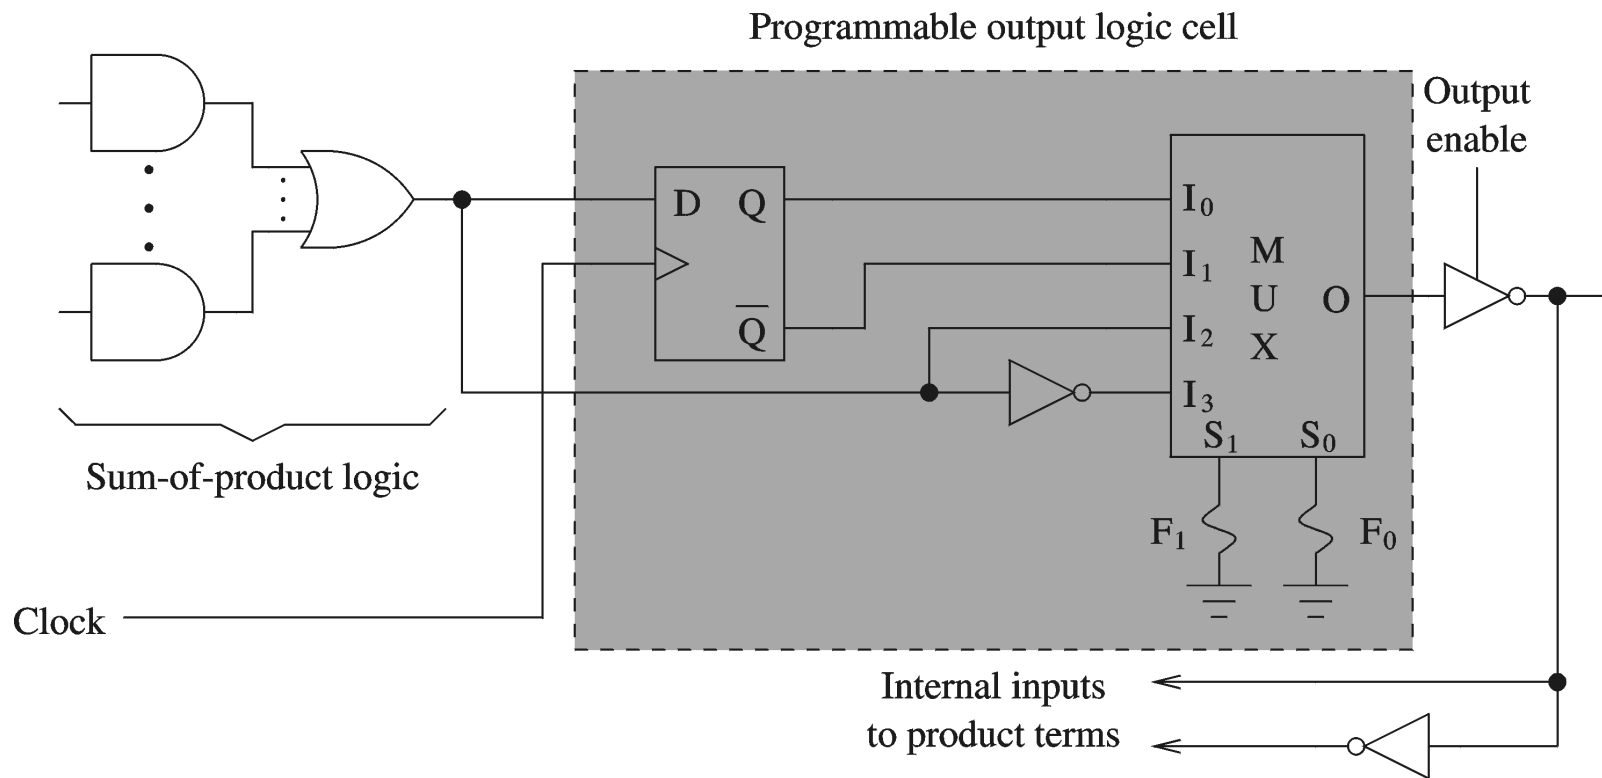 Programmable output logic cell
Output
enable
D Q
Q̅
I0
I1
I2
I3
M
U
X
O
S1 S0
F1 F0
Sum-of-product logic
Clock
Internal inputs
to product terms